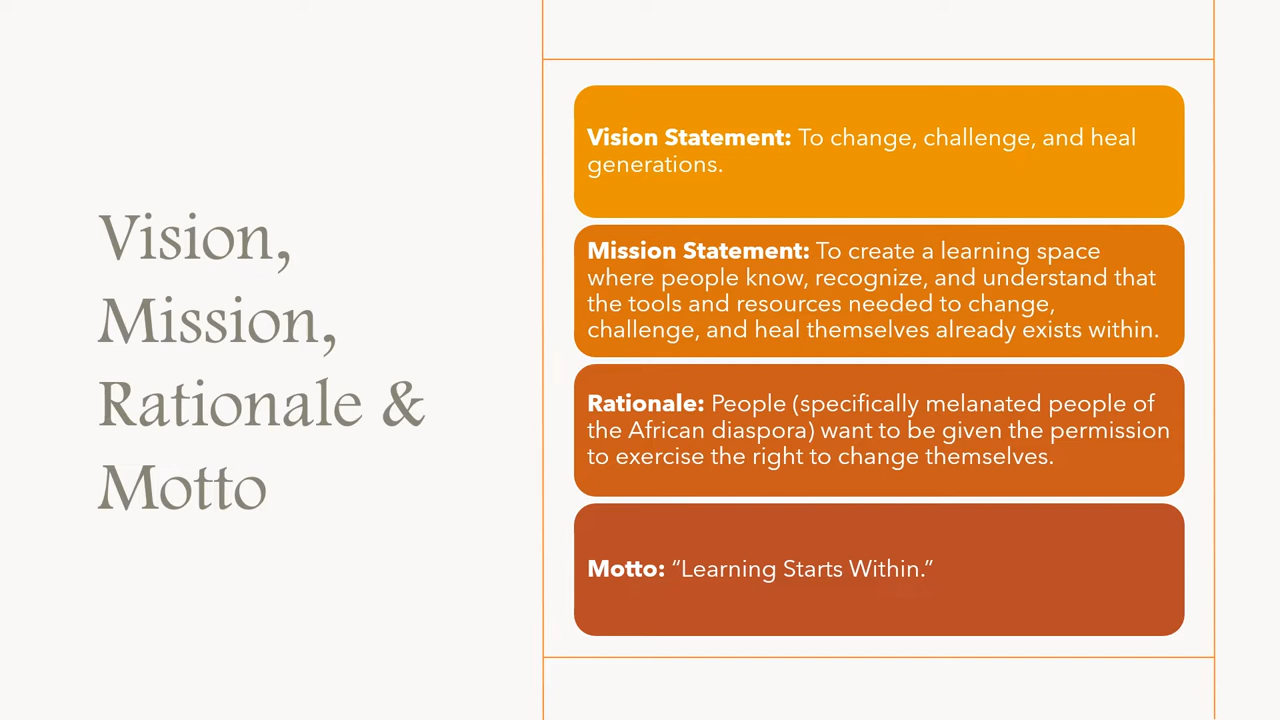 Vision,
Mission,
Rationale &
Motto
Vision Statement: To change, challenge, and heal
generations.
Mission Statement: To create a learning space
where people know, recognize, and understand that
the tools and resources needed to change,
challenge, and heal themselves already exists within.
Rationale: People (specifically melanated people of
the African diaspora) want to be given the permission
to exercise the right to change themselves.
Motto: “Learning Starts Within.”